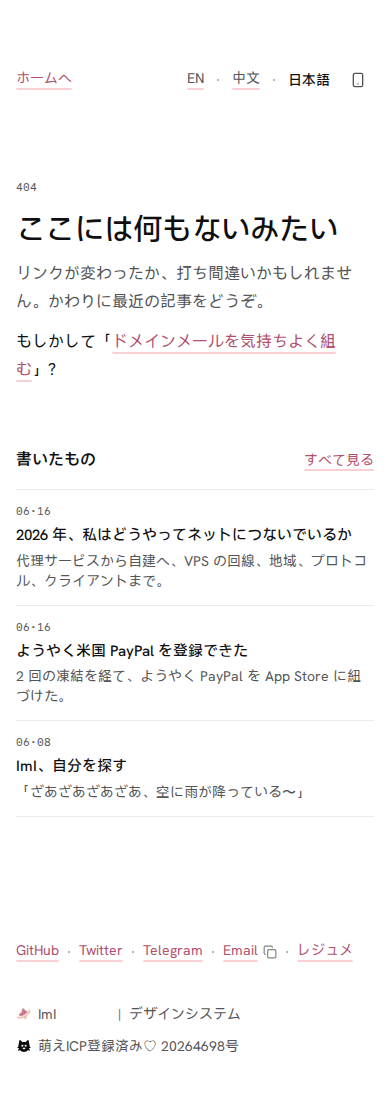 ホームへ EN · 中文 · 日本語
404
ここには何もないみたい
リンクが変わったか、打ち間違いかもしれませ
ん。かわりに最近の記事をどうぞ。
もしかして「ドメインメールを気持ちよく組
む」？
書いたもの すべて見る
06·16
2026 年、私はどうやってネットにつないでいるか
代理サービスから自建へ、VPS の回線、地域、プロトコ
ル、クライアントまで。
06·16
ようやく米国 PayPal を登録できた
2 回の凍結を経て、ようやく PayPal を App Store に紐
づけた。
06·08
lml、自分を探す
「ざあざあざあざあ、空に雨が降っている〜」
GitHub · Twitter · Telegram · Email · レジュメ
lml | デザインシステム
萌えICP登録済み♡ 20264698号